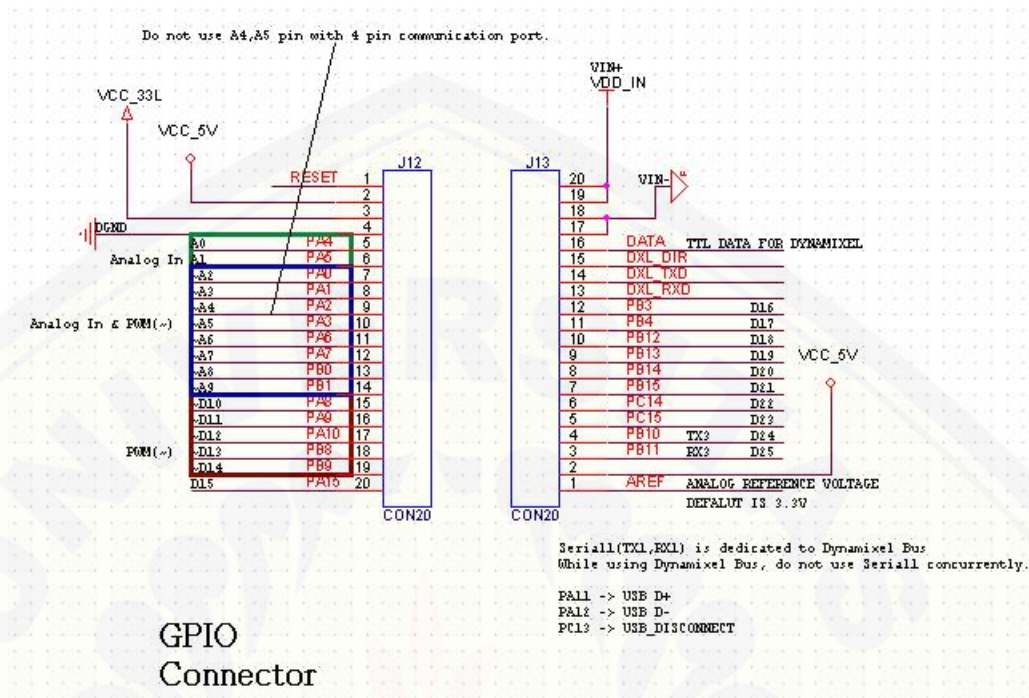 Do not use A4,A5 pin with 4 pin communication port.
VIN+
VDD_IN
VCC_33L
VCC_5V
J12
J13
RESET 1
2
3
DGND 4
A0 PA4 5
Analog In A1 PA5 6
~A2 PA0 7
~A3 PA1 8
~A4 PA2 9
Analog In & PWM(~) ~A5 PA3 10
~A6 PA6 11
~A7 PA7 12
~A8 PB0 13
~A9 PB1 14
~D10 PA8 15
~D11 PA9 16
~D12 PA10 17
PWM(~) ~D13 PB8 18
~D14 PB9 19
D15 PA15 20
CON20
20 VIN-
19
18
17
16 DATA TTL DATA FOR DYNAMIXEL
15 DXL_DIR
14 DXL_TXD
13 DXL_RXD
12 PB3 D16
11 PB4 D17
10 PB12 D18
9 PB13 D19 VCC_5V
8 PB14 D20
7 PB15 D21
6 PC14 D22
5 PC15 D23
4 PB10 TX3 D24
3 PB11 RX3 D25
2
1 AREF ANALOG REFERENCE VOLTAGE
DEFALUT IS 3.3V
CON20
Serial1(TX1,RX1) is dedicated to Dynamixel Bus
While using Dynamixel Bus, do not use Serial1 concurrently.
PA11 -> USB D+
PA12 -> USB D-
PC13 -> USB_DISCONNECT
GPIO
Connector